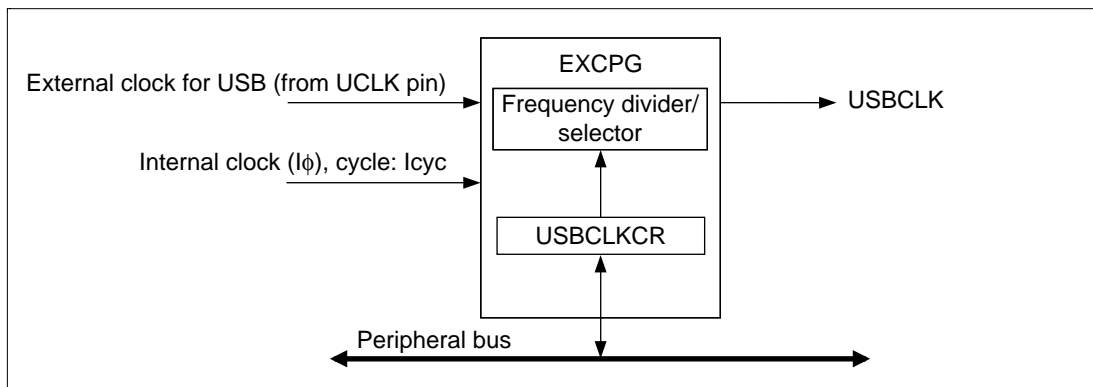 EXCPG
External clock for USB (from UCLK pin)
Frequency divider/
selector
USBCLK
Internal clock (Iϕ), cycle: Icyc
USBCLKCR
Peripheral bus